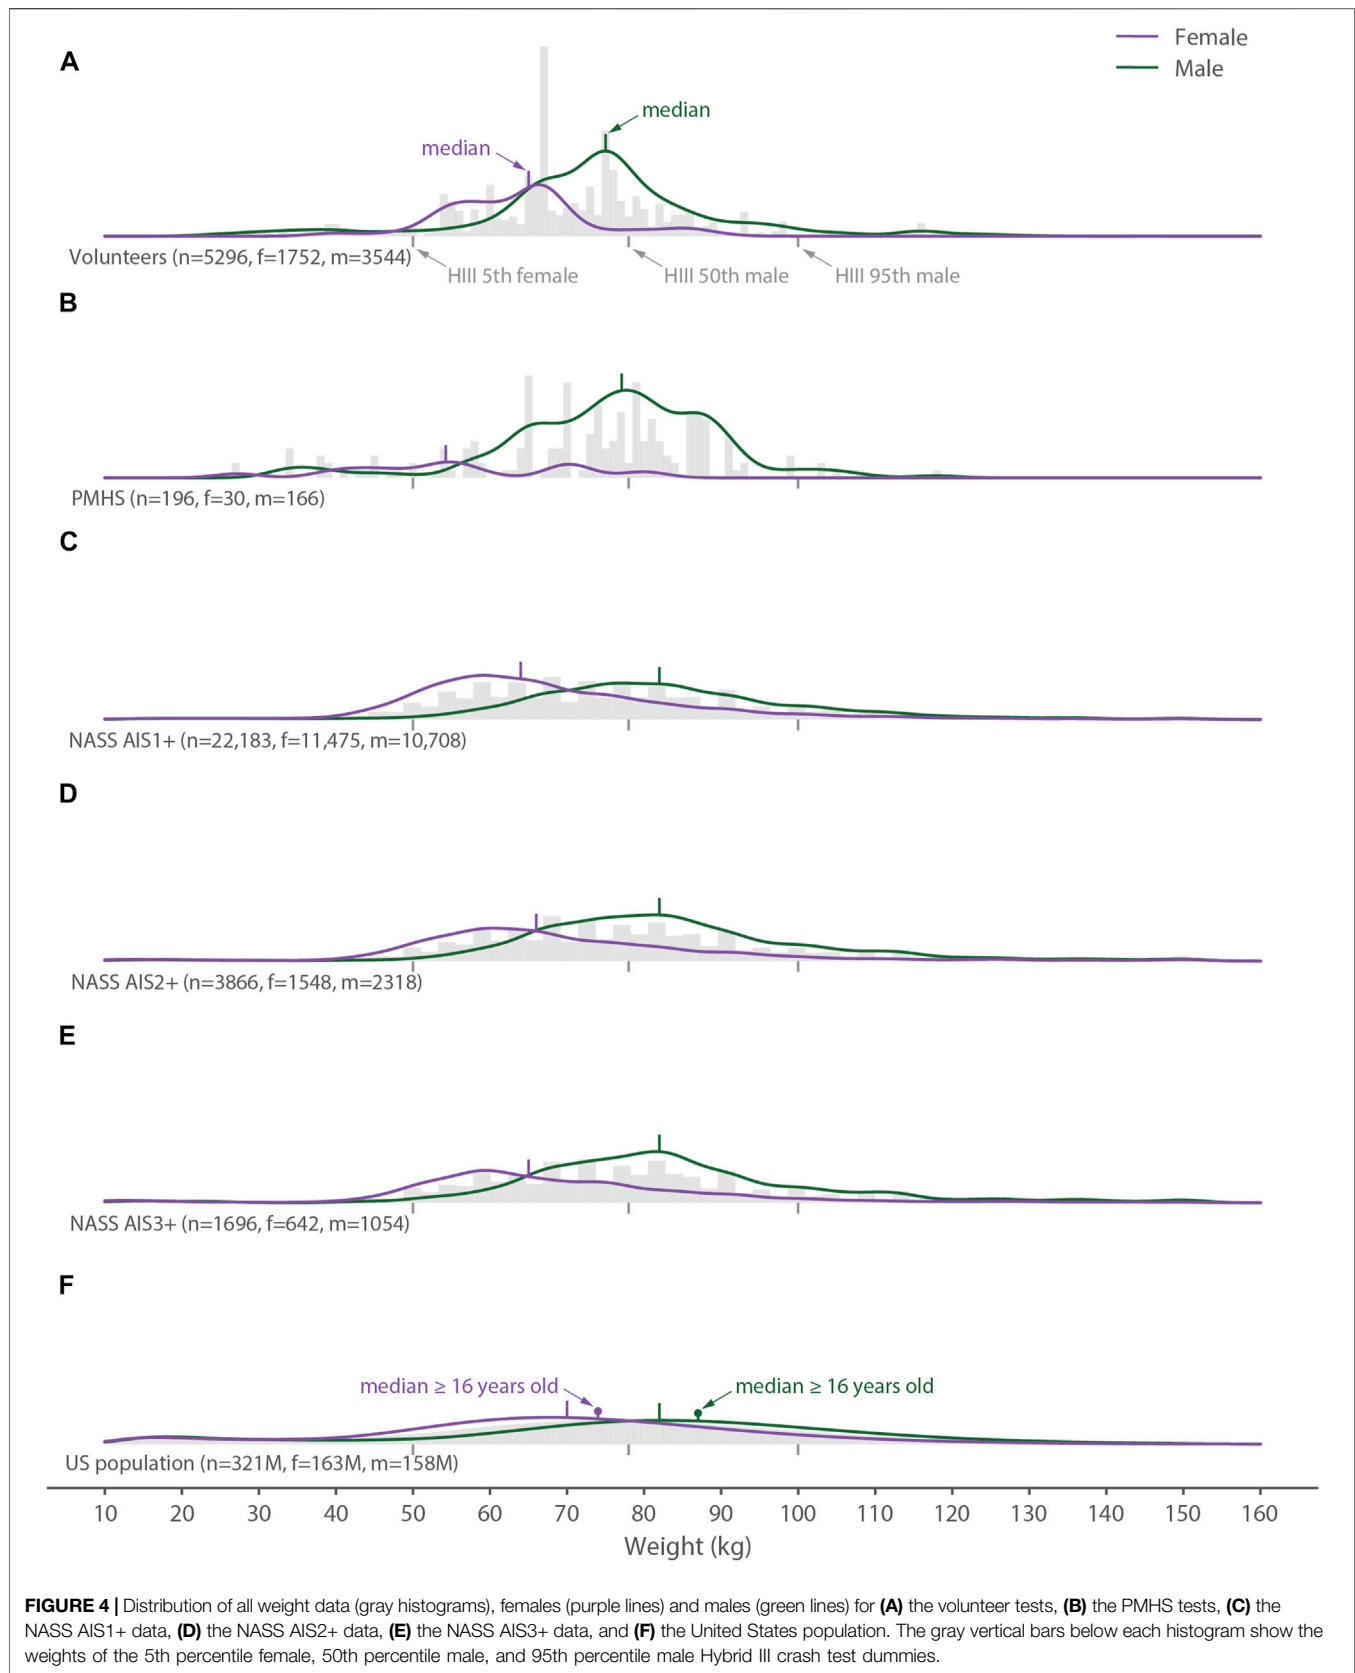 Female
Male
A
median
median
Volunteers (n=5296, f=1752, m=3544)
HIII 5th female
HIII 50th male
HIII 95th male
B
PMHS (n=196, f=30, m=166)
C
NASS AIS1+ (n=22,183, f=11,475, m=10,708)
D
NASS AIS2+ (n=3866, f=1548, m=2318)
E
NASS AIS3+ (n=1696, f=642, m=1054)
F
median ≥ 16 years old
median ≥ 16 years old
US population (n=321M, f=163M, m=158M)
10 20 30 40 50 60 70 80 90 100 110 120 130 140 150 160
Weight (kg)
FIGURE 4 | Distribution of all weight data (gray histograms), females (purple lines) and males (green lines) for (A) the volunteer tests, (B) the PMHS tests, (C) the
NASS AIS1+ data, (D) the NASS AIS2+ data, (E) the NASS AIS3+ data, and (F) the United States population. The gray vertical bars below each histogram show the
weights of the 5th percentile female, 50th percentile male, and 95th percentile male Hybrid III crash test dummies.